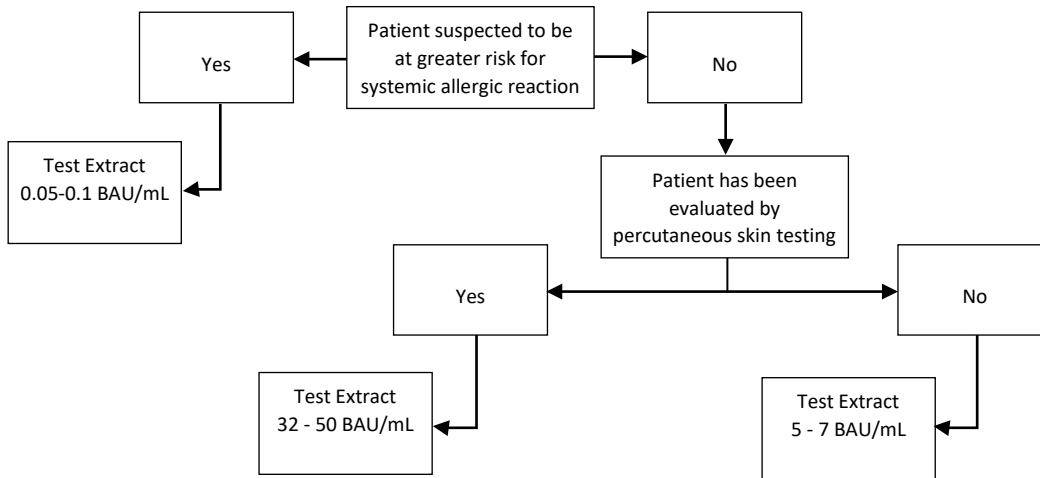 Patient suspected to be
at greater risk for
systemic allergic reaction
Yes
No
Test Extract
0.05-0.1 BAU/mL
Patient has been
evaluated by
percutaneous skin testing
Yes
No
Test Extract
32 - 50 BAU/mL
Test Extract
5 - 7 BAU/mL